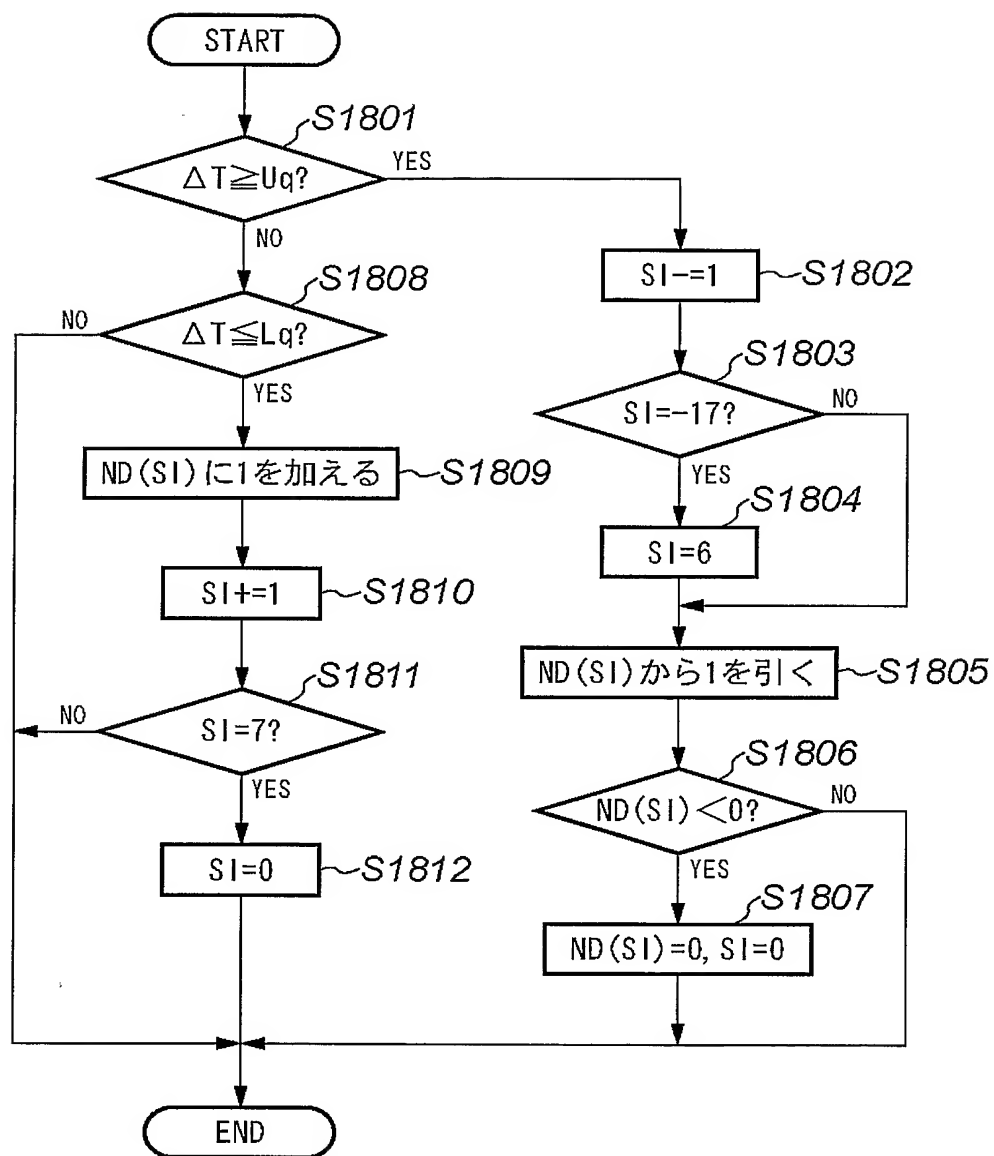 START
S1801
ΔT≧Uq?
YES
NO
S1802
SI-=1
S1808
NO
ΔT≦Lq?
YES
S1803
SI=-17?
NO
YES
S1809
ND(SI)に1を加える
S1804
SI=6
S1810
SI+=1
S1805
ND(SI)から1を引く
S1811
NO
SI=7?
YES
S1806
ND(SI)<0?
NO
YES
S1812
SI=0
S1807
ND(SI)=0, SI=0
END